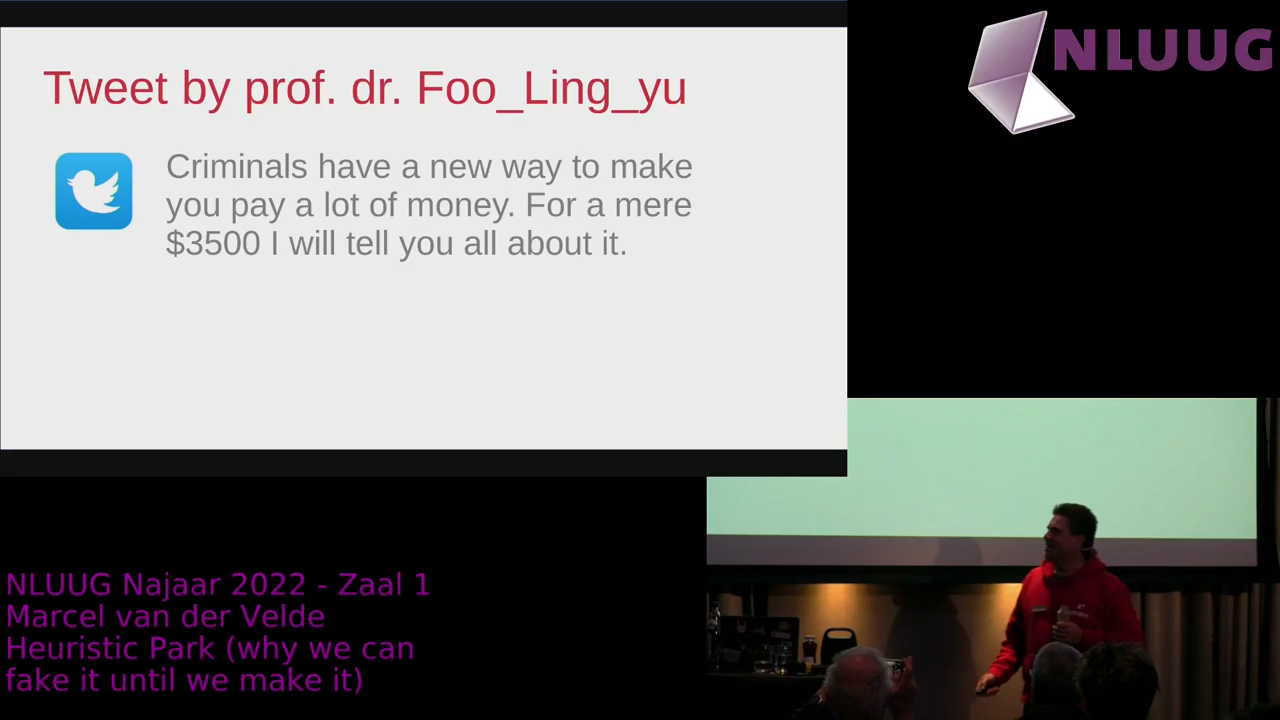 Tweet by prof. dr. Foo_Ling_yu
Criminals have a new way to make
you pay a lot of money. For a mere
$3500 I will tell you all about it.
NLUUG
NLUUG Najaar 2022 - Zaal 1
Marcel van der Velde
Heuristic Park (why we can
fake it until we make it)